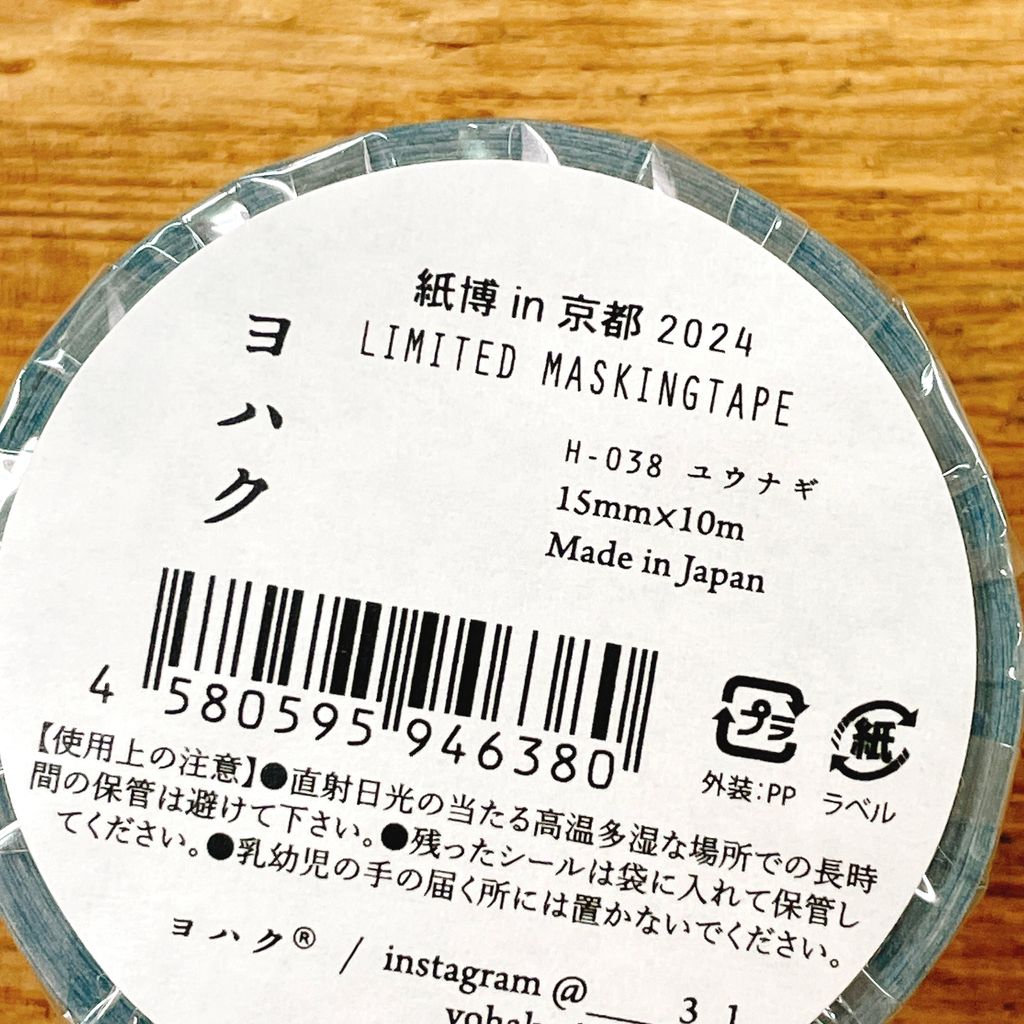 紙博 in 京都 2024
LIMITED MASKINGTAPE
ヨハク
H-038 ユウナギ
15mm×10m
Made in Japan
4 580595 946380
プラ
紙
外装:PP
ラベル
【使用上の注意】●直射日光の当たる高温多湿な場所での長時
間の保管は避けて下さい。●残ったシールは袋に入れて保管し
てください。●乳幼児の手の届く所には置かないでください。
ヨハク® / instagram @____31